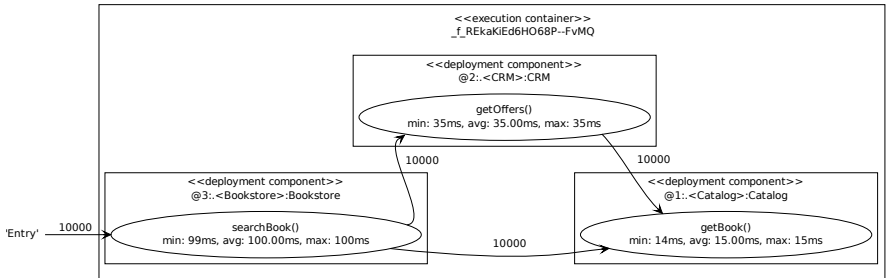 <<execution container>>
_f_REkaKiEd6HO68P--FvMQ
<<deployment component>>
@2:.<CRM>:CRM
getOffers()
min: 35ms, avg: 35.00ms, max: 35ms
10000
10000
<<deployment component>>
@3:.<Bookstore>:Bookstore
<<deployment component>>
@1:.<Catalog>:Catalog
'Entry'
10000
searchBook()
min: 99ms, avg: 100.00ms, max: 100ms
10000
getBook()
min: 14ms, avg: 15.00ms, max: 15ms